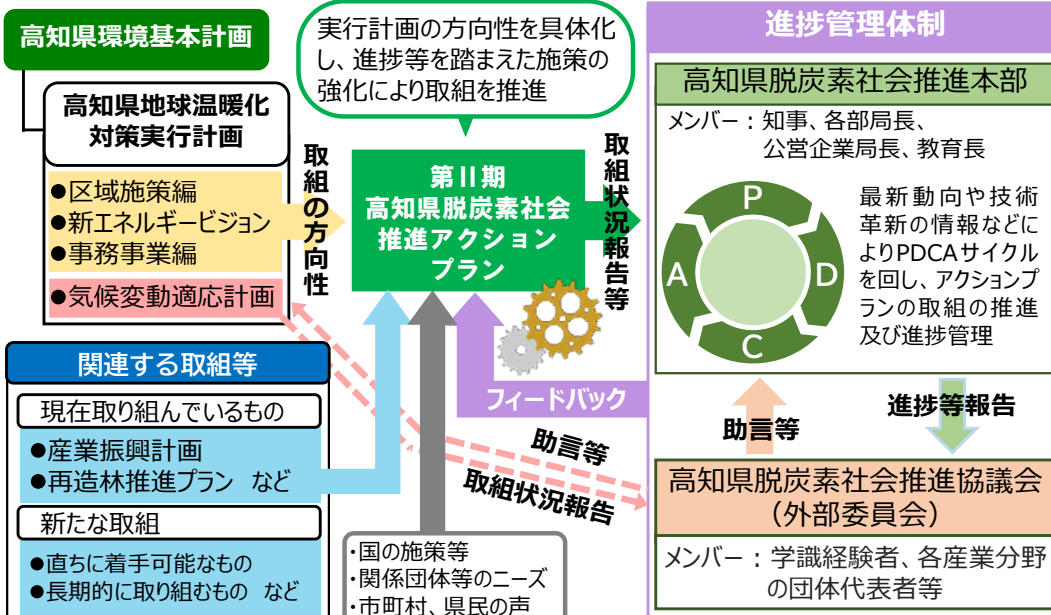 高知県環境基本計画
高知県地球温暖化
対策実行計画
●区域施策編
●新エネルギービジョン
●事務事業編
●気候変動適応計画
取組の方向性
実行計画の方向性を具体化
し、進捗等を踏まえた施策の
強化により取組を推進
第Ⅱ期
高知県脱炭素社会
推進アクション
プラン
取組状況報告等
進捗管理体制
高知県脱炭素社会推進本部
メンバー：知事、各部局長、
公営企業局長、教育長
P
D
C
A
最新動向や技術
革新の情報などに
よりPDCAサイクル
を回し、アクションプ
ランの取組の推進
及び進捗管理
フィードバック
助言等
進捗等報告
助言等
取組状況報告
高知県脱炭素社会推進協議会
（外部委員会）
メンバー：学識経験者、各産業分野
の団体代表者等
関連する取組等
現在取り組んでいるもの
●産業振興計画
●再造林推進プラン など
新たな取組
●直ちに着手可能なもの
●長期的に取り組むもの など
・国の施策等
・関係団体等のニーズ
・市町村、県民の声